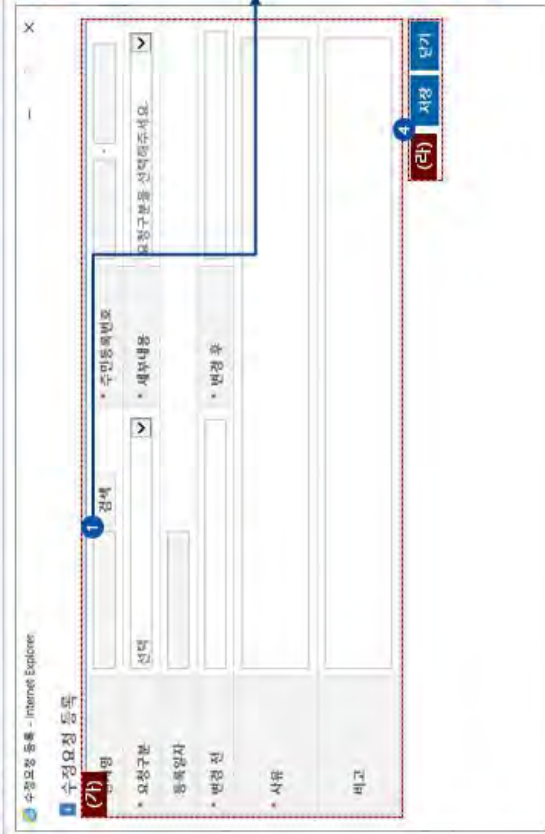 수정요청 등록 - Internet Explorer
수정요청 등록
(가)
1 검색 * 주민등록번호 -
* 요청구분 선택 * 세부내용 요청구분을 선택해주세요.
등록일자
* 변경 전 * 변경 후
* 사유
비고
(라) 4 저장 닫기